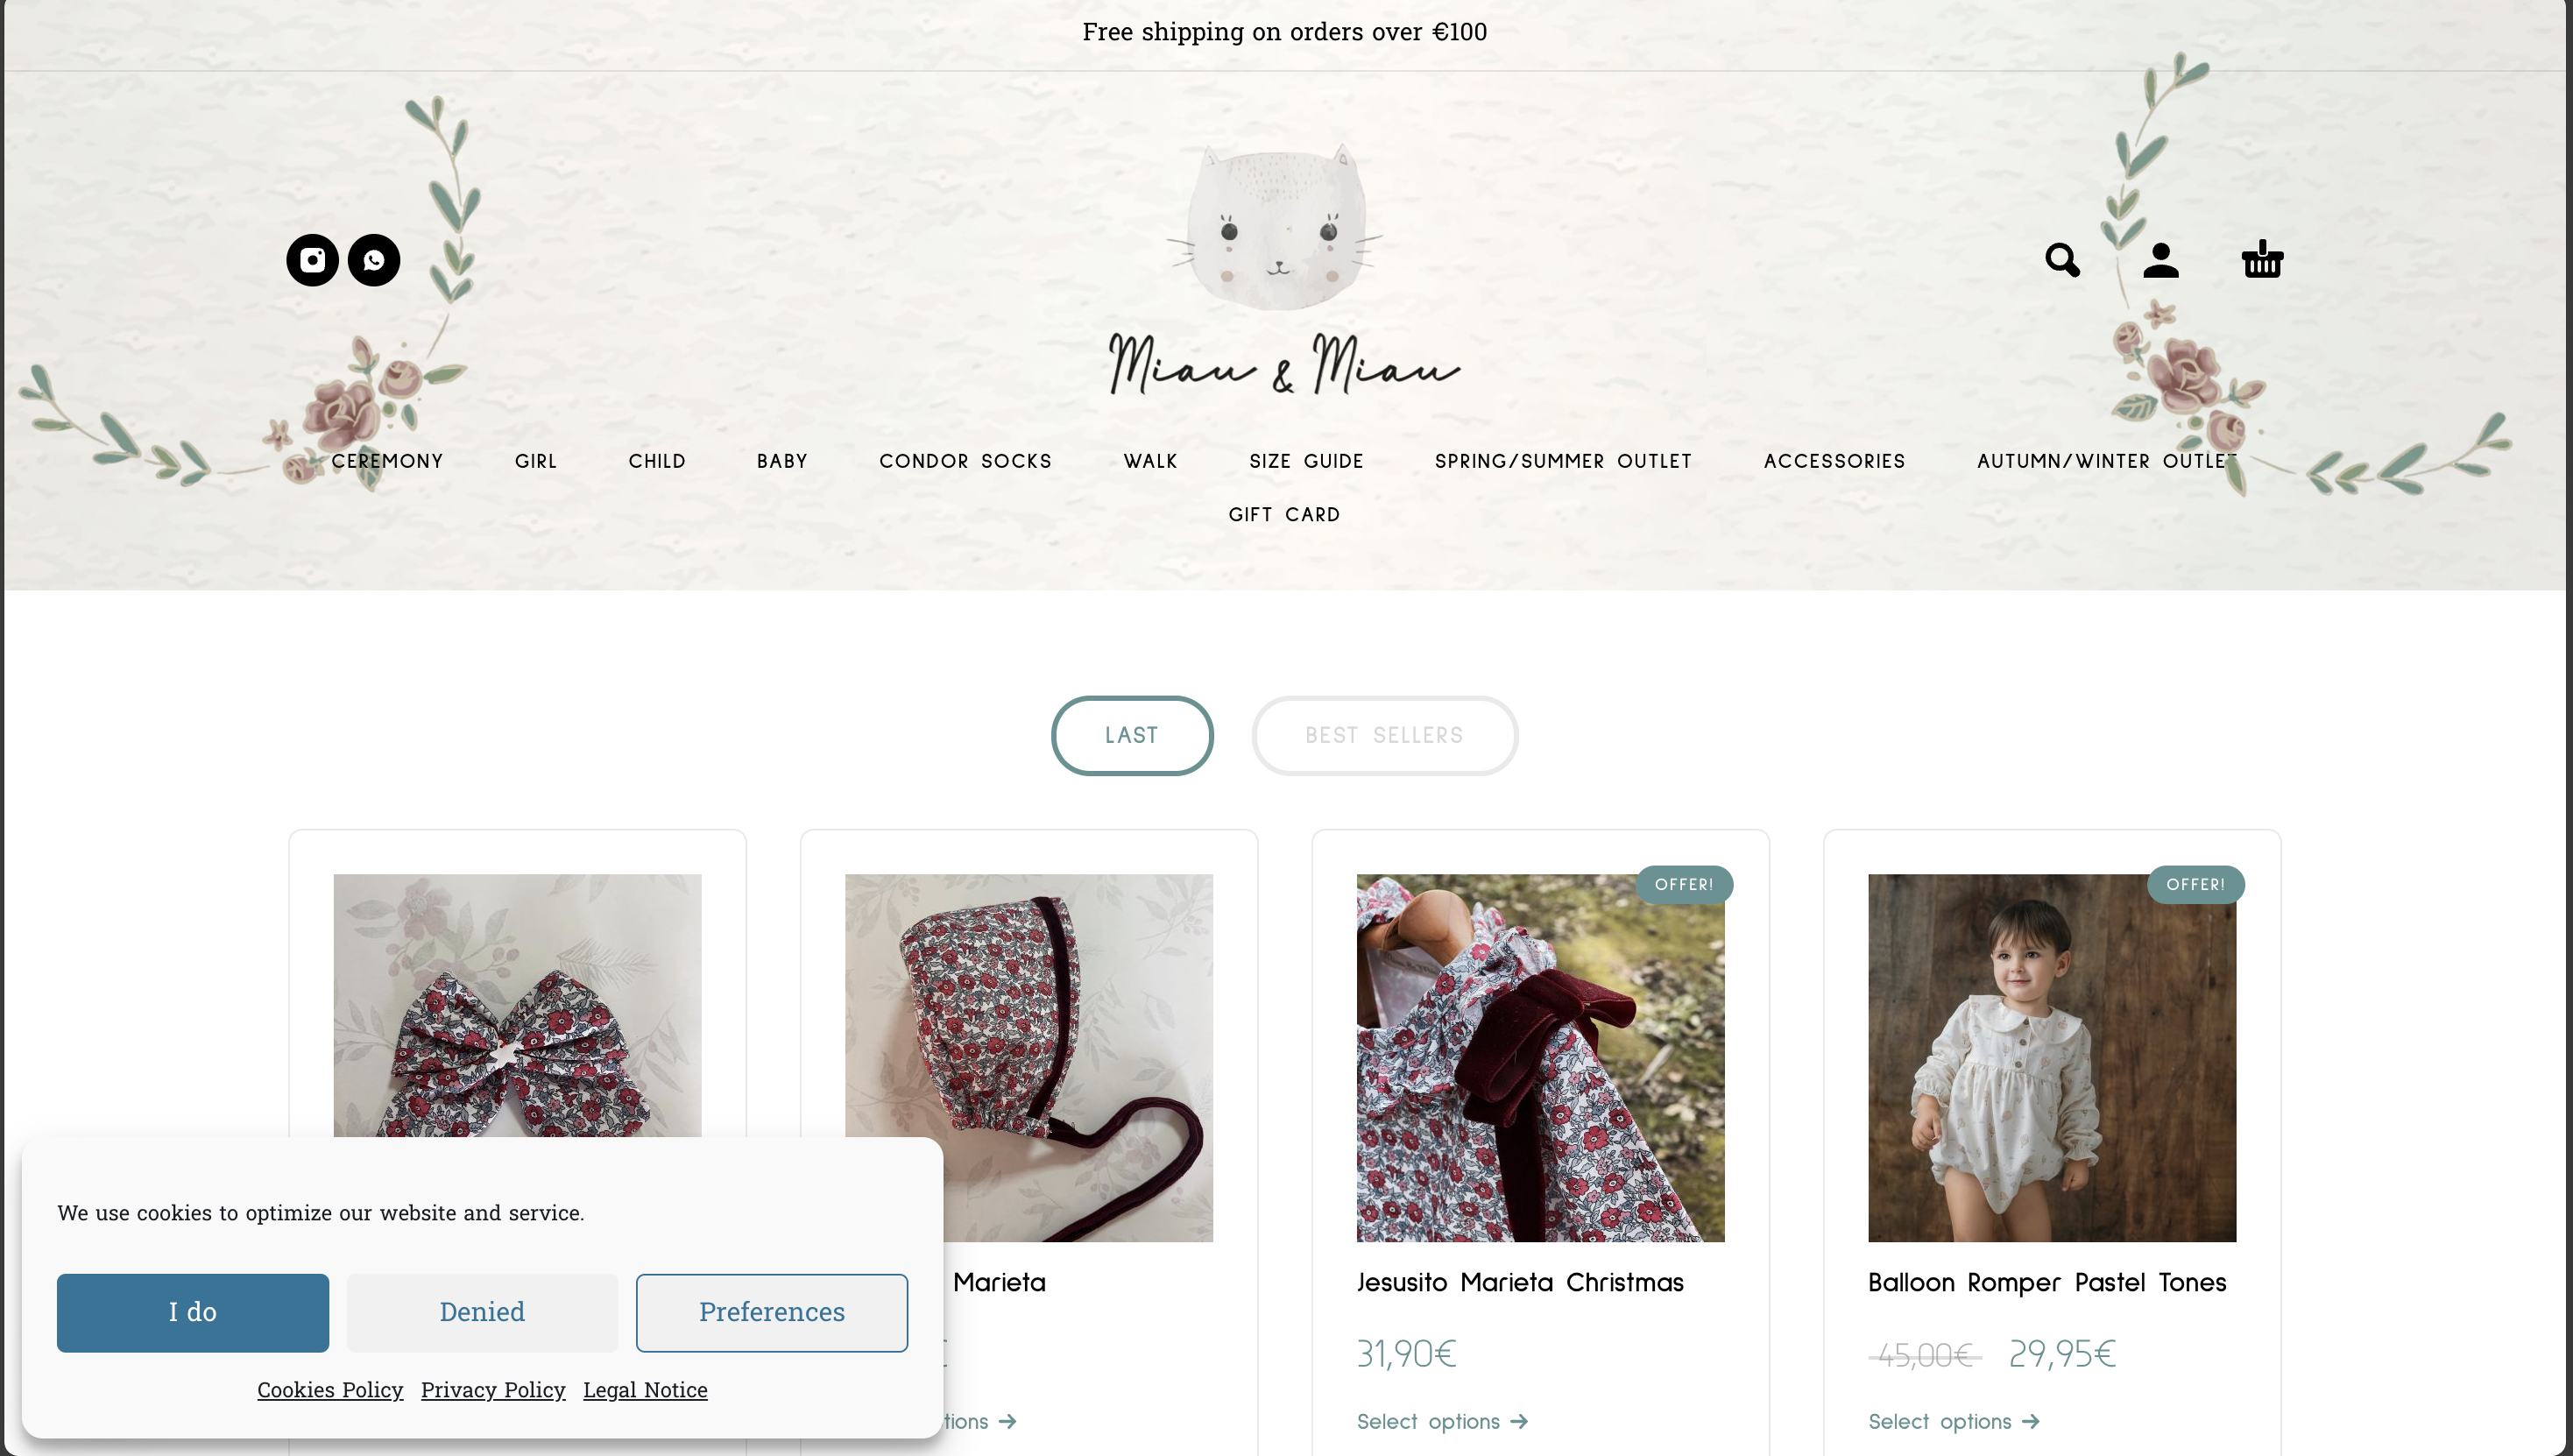 Free shipping on orders over €100
Miau & Miau
CEREMONY GIRL CHILD BABY CONDOR SOCKS WALK SIZE GUIDE SPRING/SUMMER OUTLET ACCESSORIES AUTUMN/WINTER OUTLET
GIFT CARD
LAST BEST SELLERS
OFFER! OFFER!
Marieta Jesusito Marieta Christmas Balloon Romper Pastel Tones
31,90€ 45,00€ 29,95€
Select options → Select options →
We use cookies to optimize our website and service.
I do Denied Preferences
Cookies Policy Privacy Policy Legal Notice